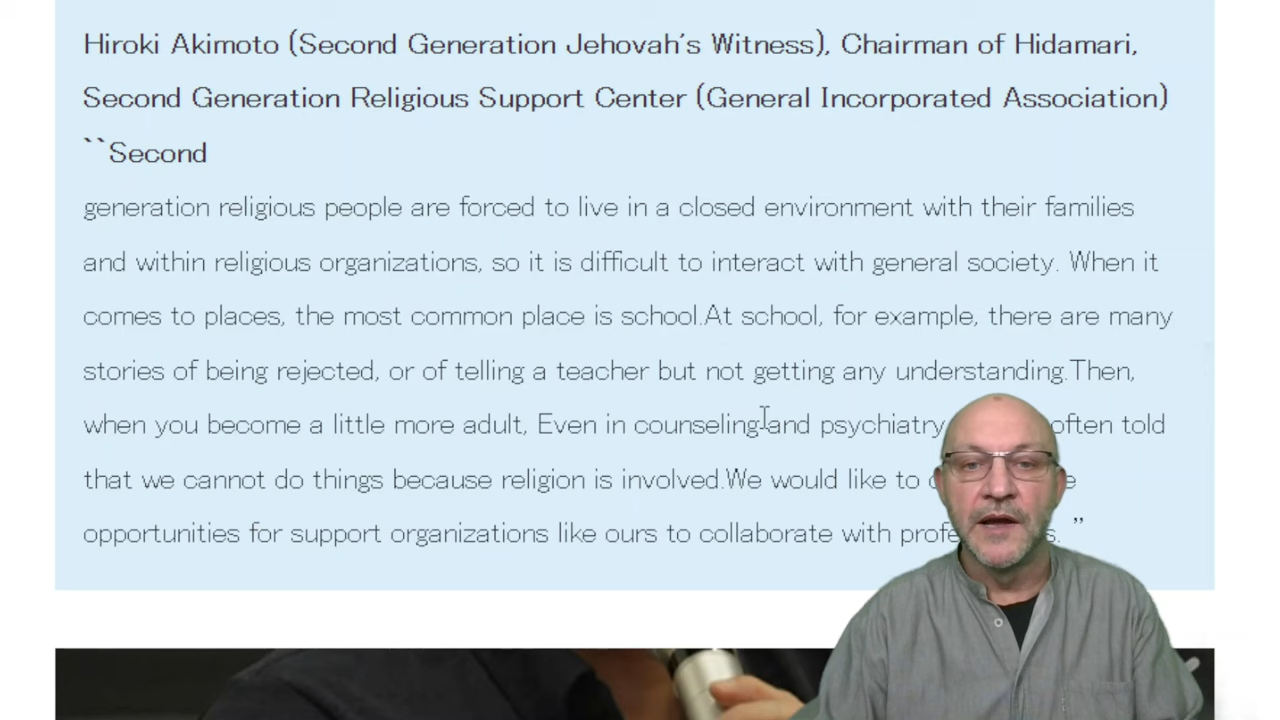 Hiroki Akimoto (Second Generation Jehovah's Witness), Chairman of Hidamari,
Second Generation Religious Support Center (General Incorporated Association)
``Second
generation religious people are forced to live in a closed environment with their families
and within religious organizations, so it is difficult to interact with general society. When it
comes to places, the most common place is school.At school, for example, there are many
stories of being rejected, or of telling a teacher but not getting any understanding.Then,
when you become a little more adult, Even in counseling and psychiatry often told
that we cannot do things because religion is involved.We would like to
opportunities for support organizations like ours to collaborate with ”